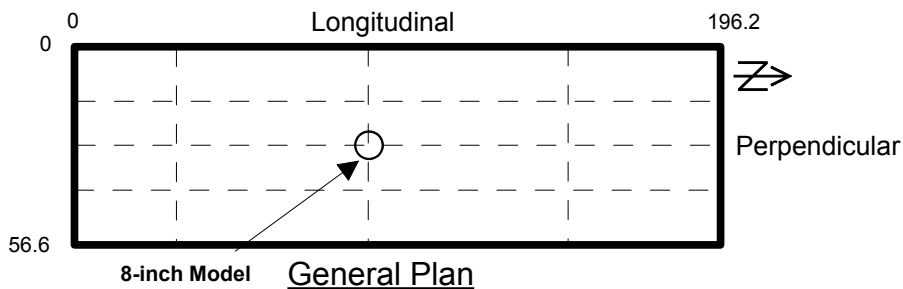 0 Longitudinal 196.2
0
Z
Perpendicular
56.6
8-inch Model General Plan